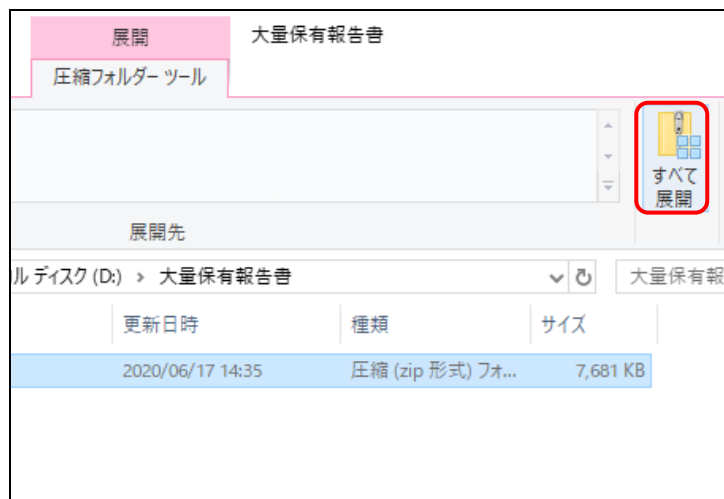 展開
大量保有報告書
圧縮フォルダー ツール
すべて
展開
展開先
ル ディスク (D:) › 大量保有報告書
大量保有報
更新日時
種類
サイズ
2020/06/17 14:35
圧縮 (zip 形式) フォ...
7,681 KB